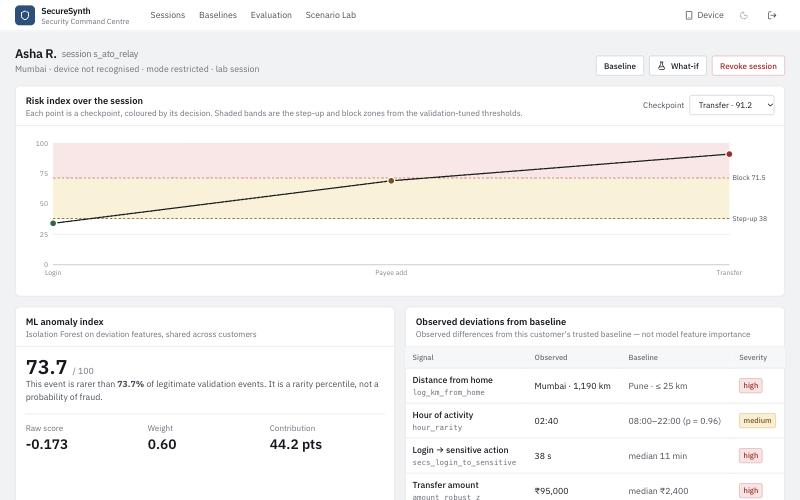 SecureSynth
Security Command Centre
Sessions Baselines Evaluation Scenario Lab
Device
Asha R. session s_ato_relay
Mumbai · device not recognised · mode restricted · lab session
Baseline What-if Revoke session
Risk index over the session
Each point is a checkpoint, coloured by its decision. Shaded bands are the step-up and block zones from the validation-tuned thresholds.
Checkpoint Transfer · 91.2
100
75
Block 71.5
50
Step-up 38
25
0
Login Payee add Transfer
ML anomaly index
Isolation Forest on deviation features, shared across customers
73.7 / 100
This event is rarer than 73.7% of legitimate validation events. It is a rarity percentile, not a
probability of fraud.
Raw score Weight Contribution
-0.173 0.60 44.2 pts
Observed deviations from baseline
Observed differences from this customer's trusted baseline — not model feature importance
Signal Observed Baseline Severity
Distance from home Mumbai · 1,190 km Pune · ≤ 25 km high
log_km_from_home
Hour of activity 02:40 08:00–22:00 (p = 0.96) medium
hour_rarity
Login → sensitive action 38 s median 11 min high
secs_login_to_sensitive
Transfer amount ₹95,000 median ₹2,400 high
amount_robust_z